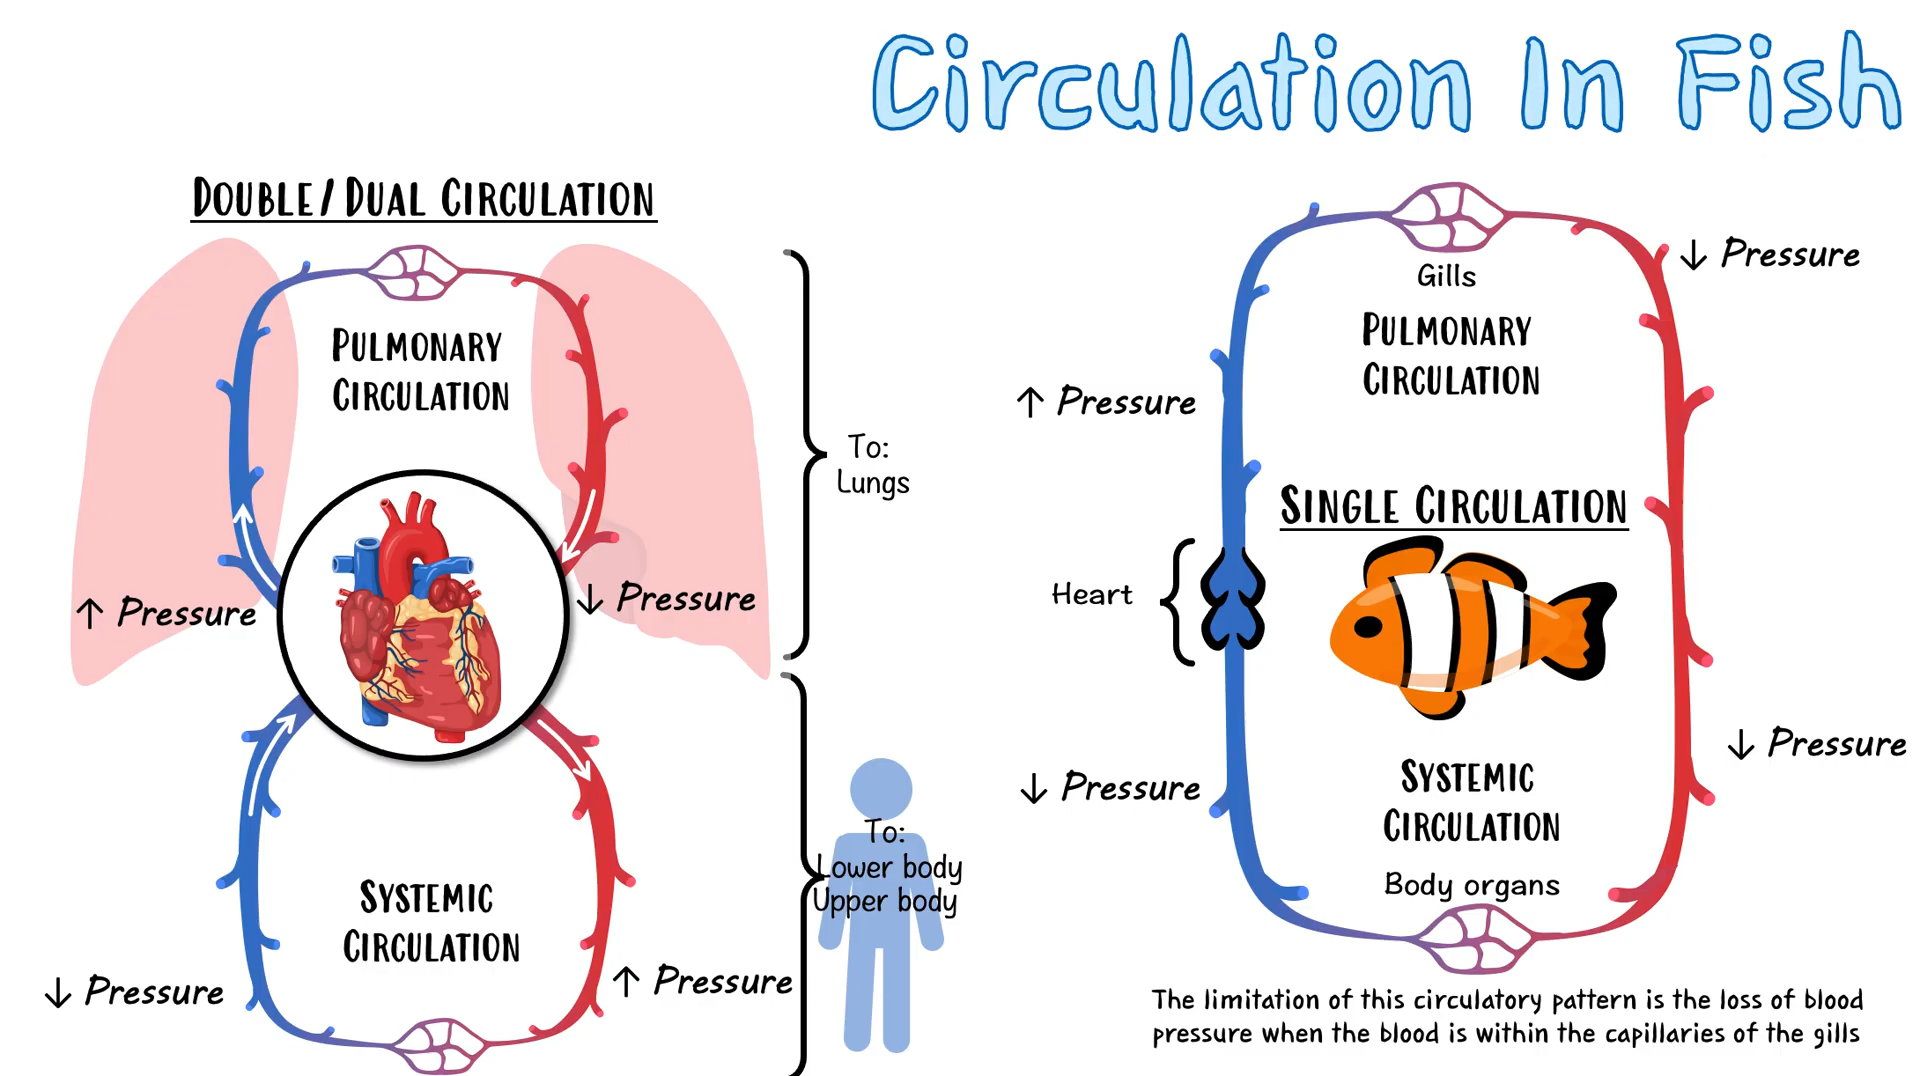 Circulation In Fish
DOUBLE/DUAL CIRCULATION
PULMONARY
CIRCULATION
↑ Pressure
↓ Pressure
To:
Lungs
SYSTEMIC
CIRCULATION
↓ Pressure
↑ Pressure
To:
Lower body
Upper body
Gills
PULMONARY
CIRCULATION
↓ Pressure
↑ Pressure
SINGLE CIRCULATION
Heart
↓ Pressure
↓ Pressure
SYSTEMIC
CIRCULATION
Body organs
The limitation of this circulatory pattern is the loss of blood
pressure when the blood is within the capillaries of the gills